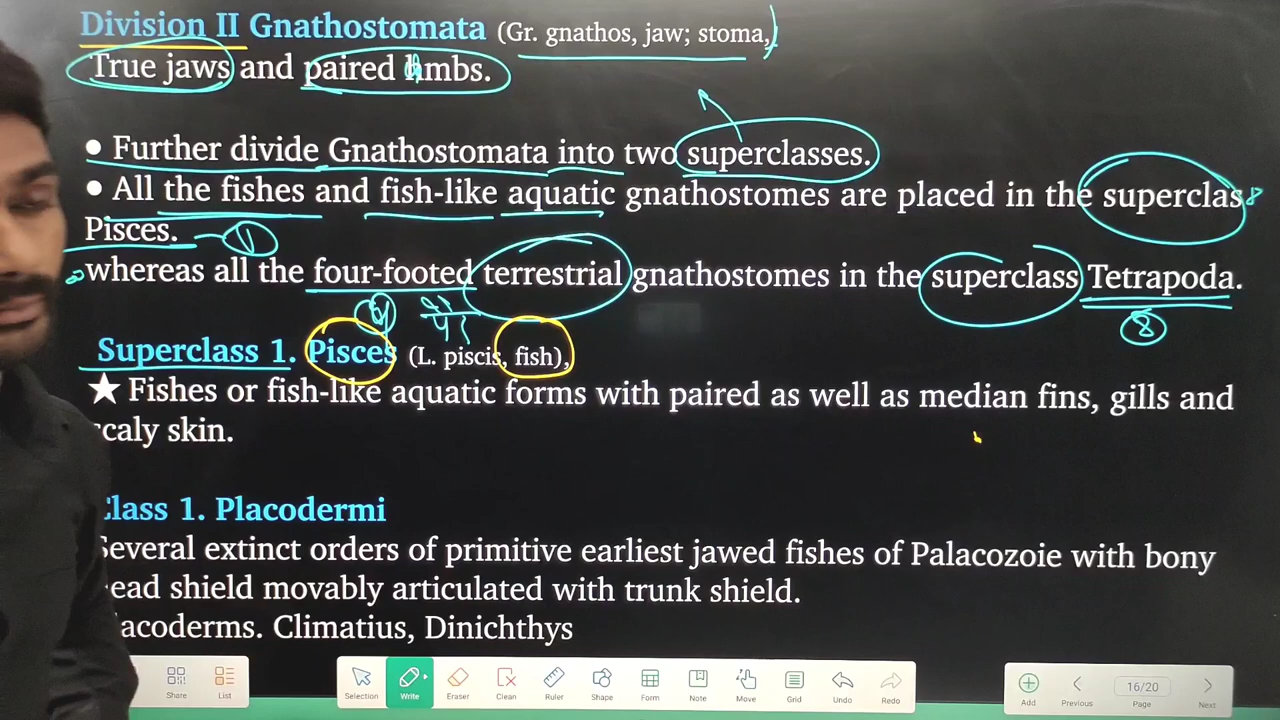 Division II Gnathostomata (Gr. gnathos, jaw; stoma,)
True jaws and paired limbs.
● Further divide Gnathostomata into two superclasses.
● All the fishes and fish-like aquatic gnathostomes are placed in the superclas
Pisces. 1
whereas all the four-footed terrestrial gnathostomes in the superclass Tetrapoda.
Superclass 1. Pisces (L. piscis, fish),
★ Fishes or fish-like aquatic forms with paired as well as median fins, gills and
caly skin.
Class 1. Placodermi
Several extinct orders of primitive earliest jawed fishes of Palacozoie with bony
ead shield movably articulated with trunk shield.
lacoderms. Climatius, Dinichthys
Share List Selection Write Eraser Clean Ruler Shape Form Note Move Grid Undo Redo Add Previous 16/20 Page Next